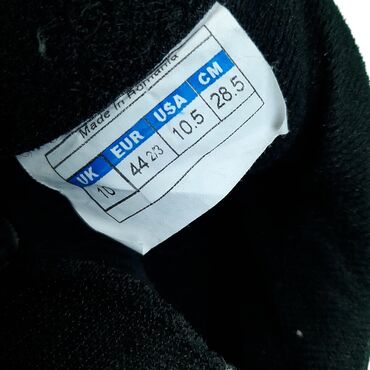 Made in Romania
UK EUR USA CM
10 44 2/3 10.5 28.5